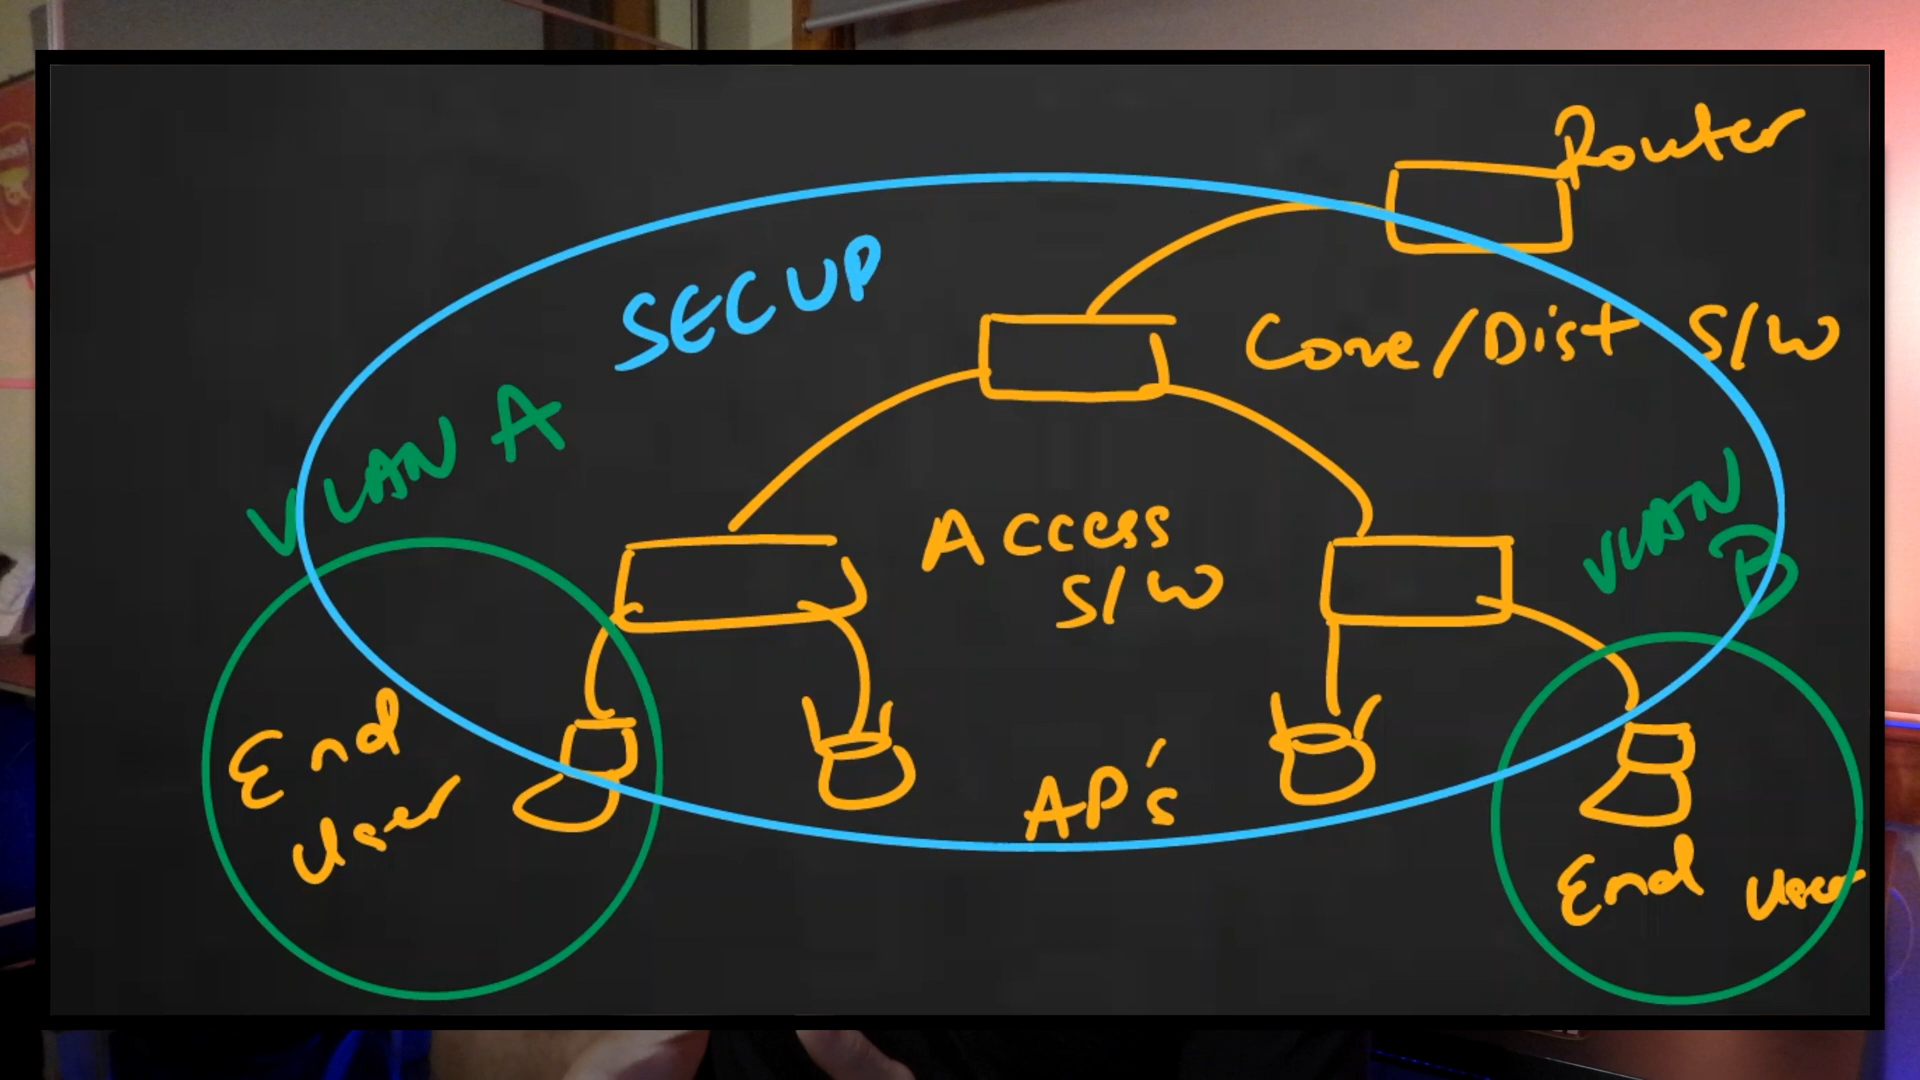 Router
SECUP
Core/Dist S/W
VLAN A
Access
S/W
VLAN
B
End
User
AP's
End User